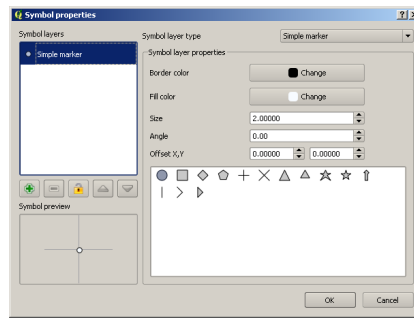 Symbol properties
Symbol layers
Simple marker
Symbol preview
Symbol layer type
Simple marker
Symbol layer properties
Border color
Change
Fill color
Change
Size
2.00000
Angle
0.00
Offset X,Y
0.00000
0.00000
OK
Cancel